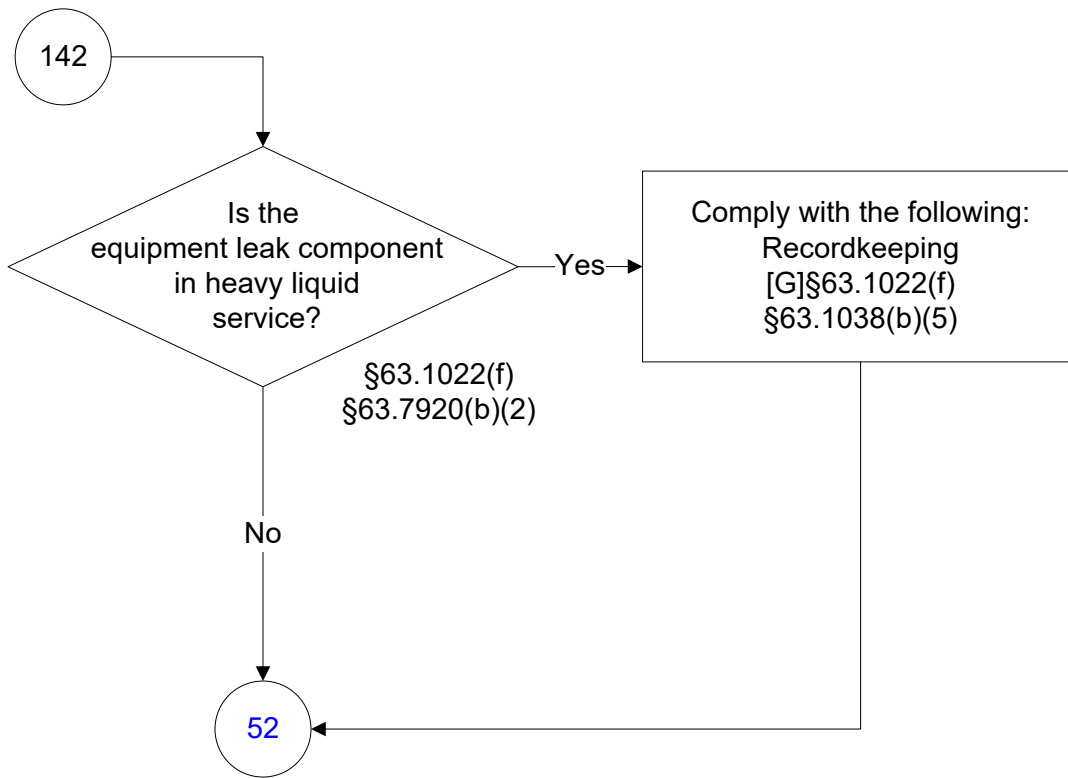 142
Is the
equipment leak component
in heavy liquid
service?
Yes
Comply with the following:
Recordkeeping
[G]§63.1022(f)
§63.1038(b)(5)
§63.1022(f)
§63.7920(b)(2)
No
52